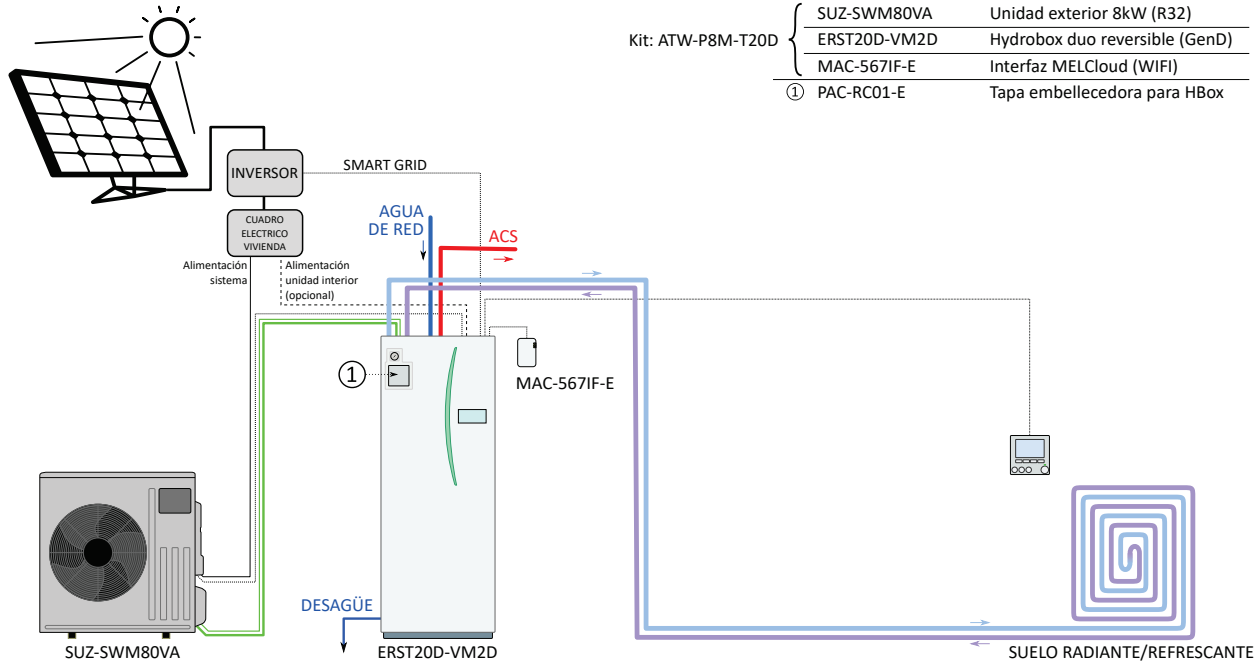 Kit: ATW-P8M-T20D
SUZ-SWM80VA Unidad exterior 8kW (R32)
ERST20D-VM2D Hydrobox duo reversible (GenD)
MAC-567IF-E Interfaz MELCloud (WIFI)
① PAC-RC01-E Tapa embellecedora para HBox
INVERSOR
SMART GRID
CUADRO
ELECTRICO
VIVIENDA
AGUA
DE RED
ACS
Alimentación
sistema
Alimentación
unidad interior
(opcional)
①
MAC-567IF-E
DESAGÜE
SUZ-SWM80VA
ERST20D-VM2D
SUELO RADIANTE/REFRESCANTE